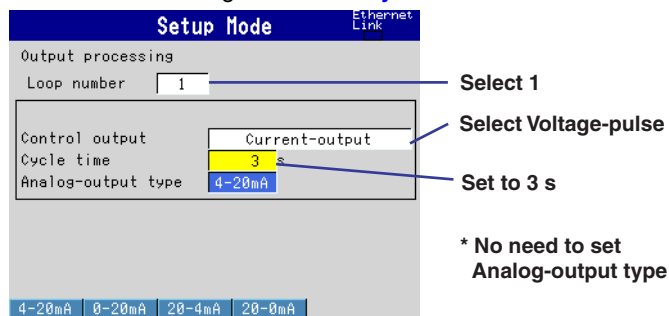 Setup Mode
Ethernet
Link
Output processing
Loop number 1
Select 1
Control output Current-output
Select Voltage-pulse
Cycle time 3 s
Set to 3 s
Analog-output type 4-20mA
* No need to set
Analog-output type
4-20mA 0-20mA 20-4mA 20-0mA